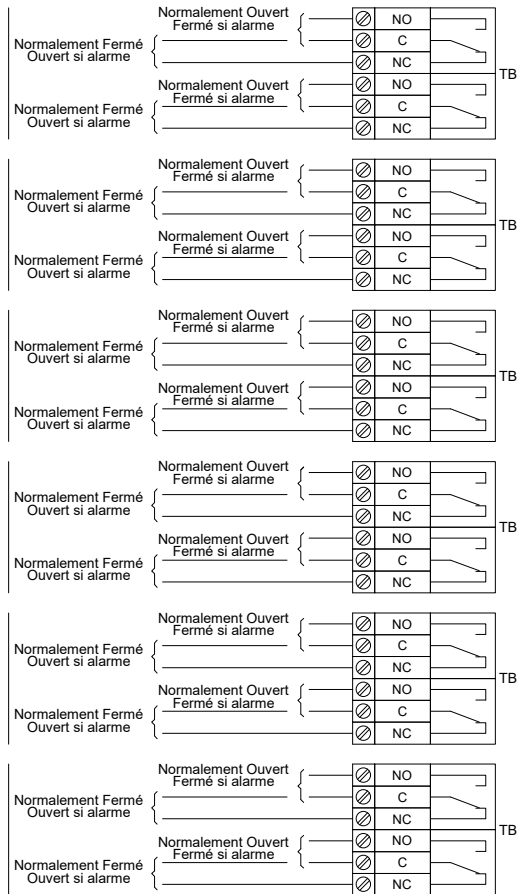 Normalement Ouvert
Fermé si alarme
NO
Normalement Fermé
Ouvert si alarme
C
NC
TB
Normalement Ouvert
Fermé si alarme
NO
Normalement Fermé
Ouvert si alarme
C
NC
Normalement Ouvert
Fermé si alarme
NO
Normalement Fermé
Ouvert si alarme
C
NC
TB
Normalement Ouvert
Fermé si alarme
NO
Normalement Fermé
Ouvert si alarme
C
NC
Normalement Ouvert
Fermé si alarme
NO
Normalement Fermé
Ouvert si alarme
C
NC
TB
Normalement Ouvert
Fermé si alarme
NO
Normalement Fermé
Ouvert si alarme
C
NC
Normalement Ouvert
Fermé si alarme
NO
Normalement Fermé
Ouvert si alarme
C
NC
TB
Normalement Ouvert
Fermé si alarme
NO
Normalement Fermé
Ouvert si alarme
C
NC
Normalement Ouvert
Fermé si alarme
NO
Normalement Fermé
Ouvert si alarme
C
NC
TB
Normalement Ouvert
Fermé si alarme
NO
Normalement Fermé
Ouvert si alarme
C
NC
Normalement Ouvert
Fermé si alarme
NO
Normalement Fermé
Ouvert si alarme
C
NC
TB
Normalement Ouvert
Fermé si alarme
NO
Normalement Fermé
Ouvert si alarme
C
NC